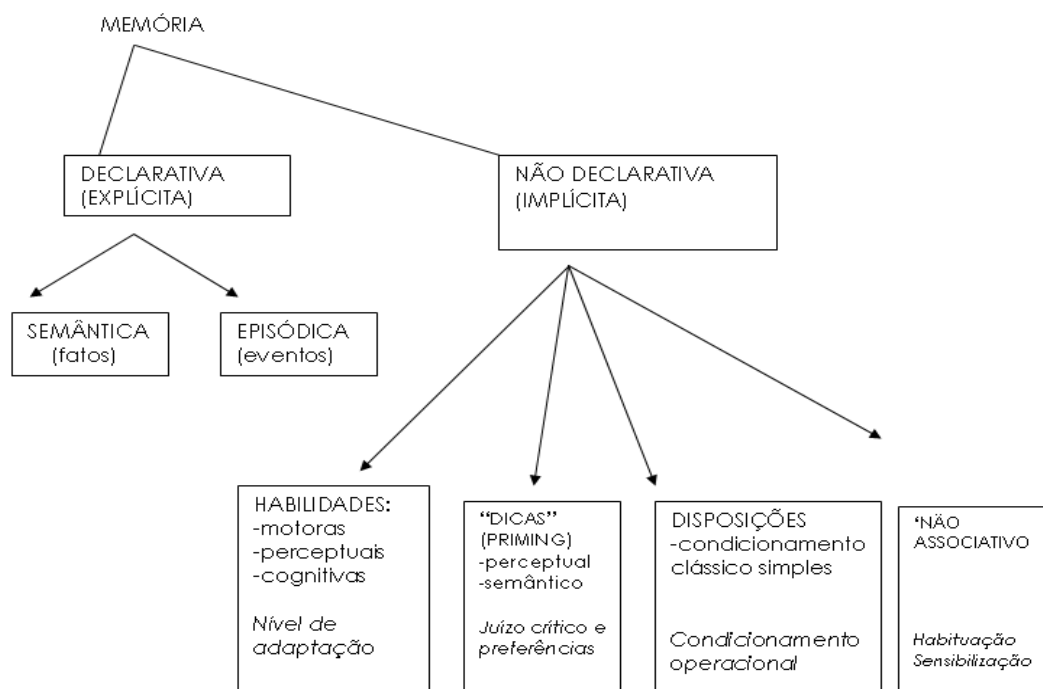 MEMÓRIA
DECLARATIVA
(EXPLÍCITA)
NÃO DECLARATIVA
(IMPLÍCITA)
SEMÂNTICA
(fatos)
EPISÓDICA
(eventos)
HABILIDADES:
-motoras
-perceptuais
-cognitivas
Nível de
adaptação
“DICAS”
(PRIMING)
-perceptual
-semântico
Juízo crítico e
preferências
DISPOSIÇÕES
-condicionamento
clássico simples
Condicionamento
operacional
‘NÄO
ASSOCIATIVO
Habituação
Sensibilização